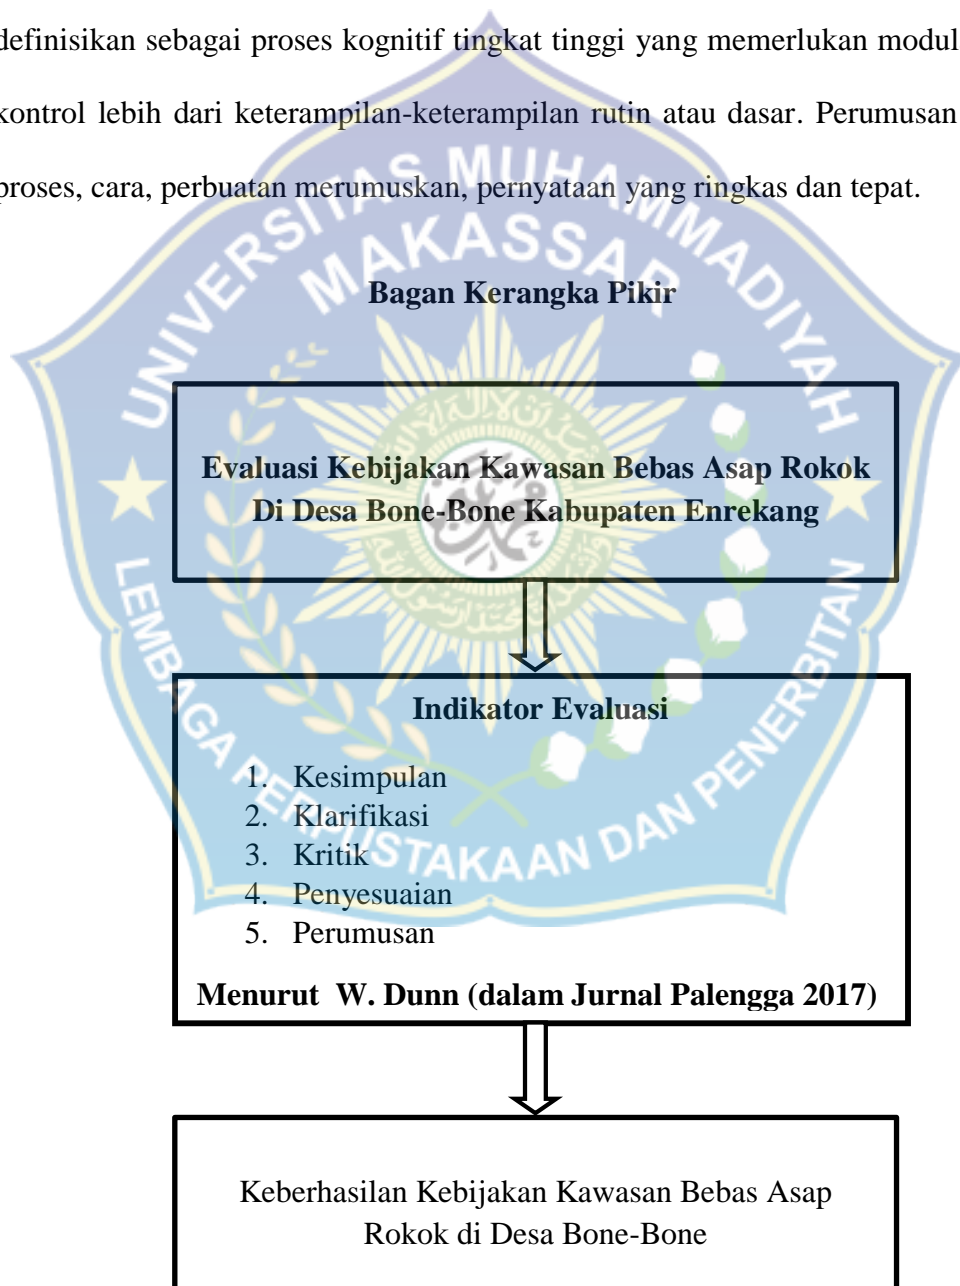 definisikan sebagai proses kognitif tingkat tinggi yang memerlukan modul
kontrol lebih dari keterampilan-keterampilan rutin atau dasar. Perumusan
proses, cara, perbuatan merumuskan, pernyataan yang ringkas dan tepat.
UNIVERSITAS MUHAMMADIYAH
MAKASSAR
Bagan Kerangka Pikir
Evaluasi Kebijakan Kawasan Bebas Asap Rokok
Di Desa Bone-Bone Kabupaten Enrekang
Indikator Evaluasi
1. Kesimpulan
2. Klarifikasi
3. Kritik
4. Penyesuaian
5. Perumusan
Menurut W. Dunn (dalam Jurnal Palengga 2017)
LEMBAGA PERPUSTAKAAN DAN PENERBITAN
Keberhasilan Kebijakan Kawasan Bebas Asap
Rokok di Desa Bone-Bone